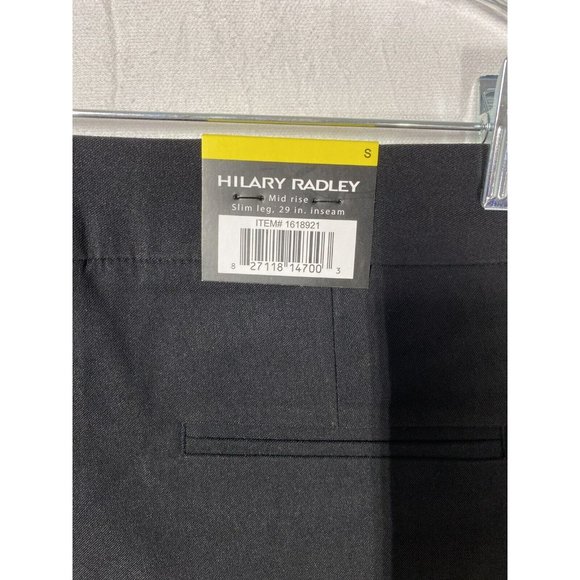 S
HILARY RADLEY
Mid rise
Slim leg, 29 in. inseam
ITEM# 1618921
8 27118 14700 3